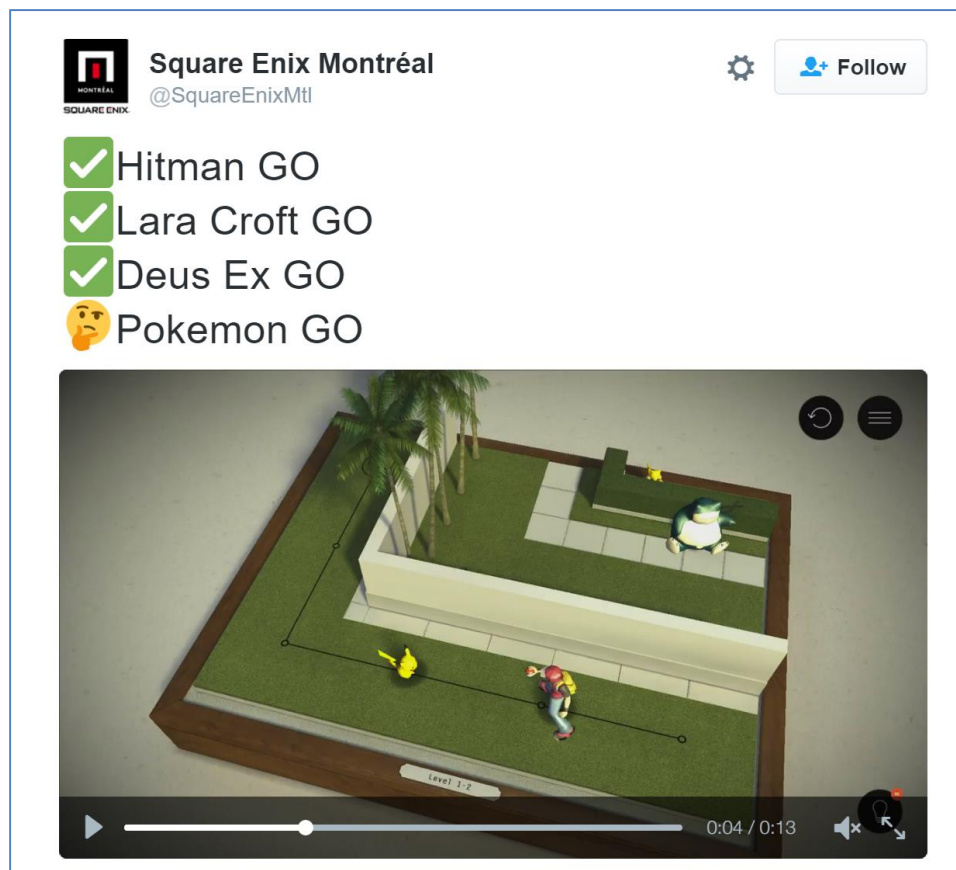 MONTRÉAL
SQUARE ENIX
Square Enix Montréal
@SquareEnixMtl
Follow
Hitman GO
Lara Croft GO
Deus Ex GO
Pokemon GO
Level 1-2
0:04 / 0:13